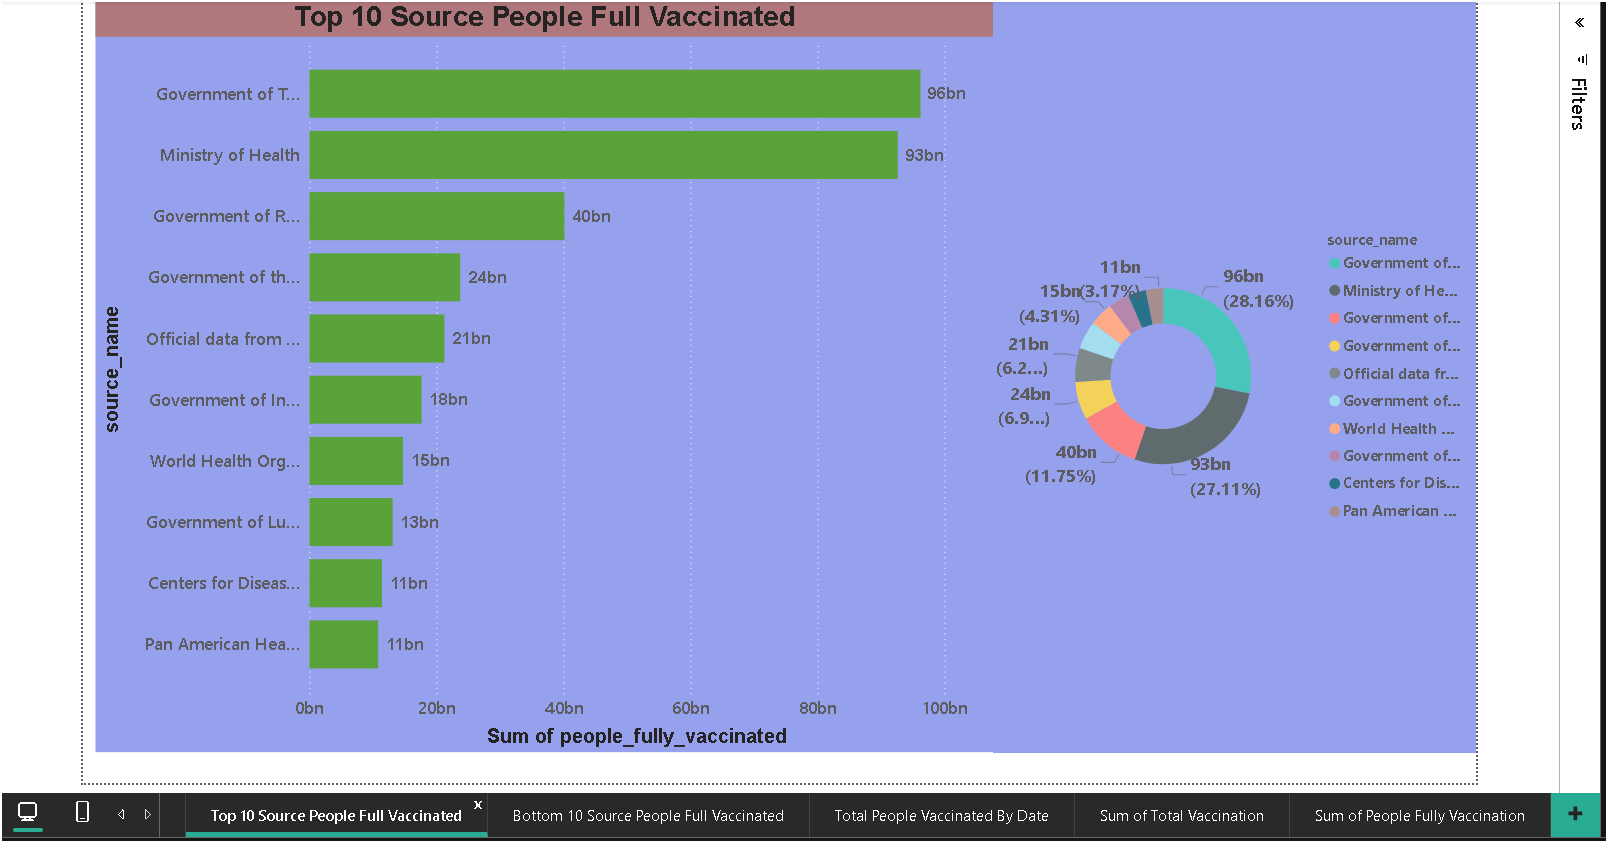 Top 10 Source People Full Vaccinated
Government of T... 96bn
Ministry of Health 93bn
Government of R... 40bn
Government of th... 24bn
Official data from ... 21bn
Government of In... 18bn
World Health Org... 15bn
Government of Lu... 13bn
Centers for Diseas... 11bn
Pan American Hea... 11bn
source_name
0bn 20bn 40bn 60bn 80bn 100bn
Sum of people_fully_vaccinated
96bn
(28.16%)
93bn
(27.11%)
40bn
(11.75%)
24bn
(6.9...)
21bn
(6.2...)
15bn
(4.31%)
11bn
(3.17%)
source_name
Government of...
Ministry of He...
Government of...
Government of...
Official data fr...
Government of...
World Health ...
Government of...
Centers for Dis...
Pan American ...
Filters
Top 10 Source People Full Vaccinated x
Bottom 10 Source People Full Vaccinated
Total People Vaccinated By Date
Sum of Total Vaccination
Sum of People Fully Vaccination